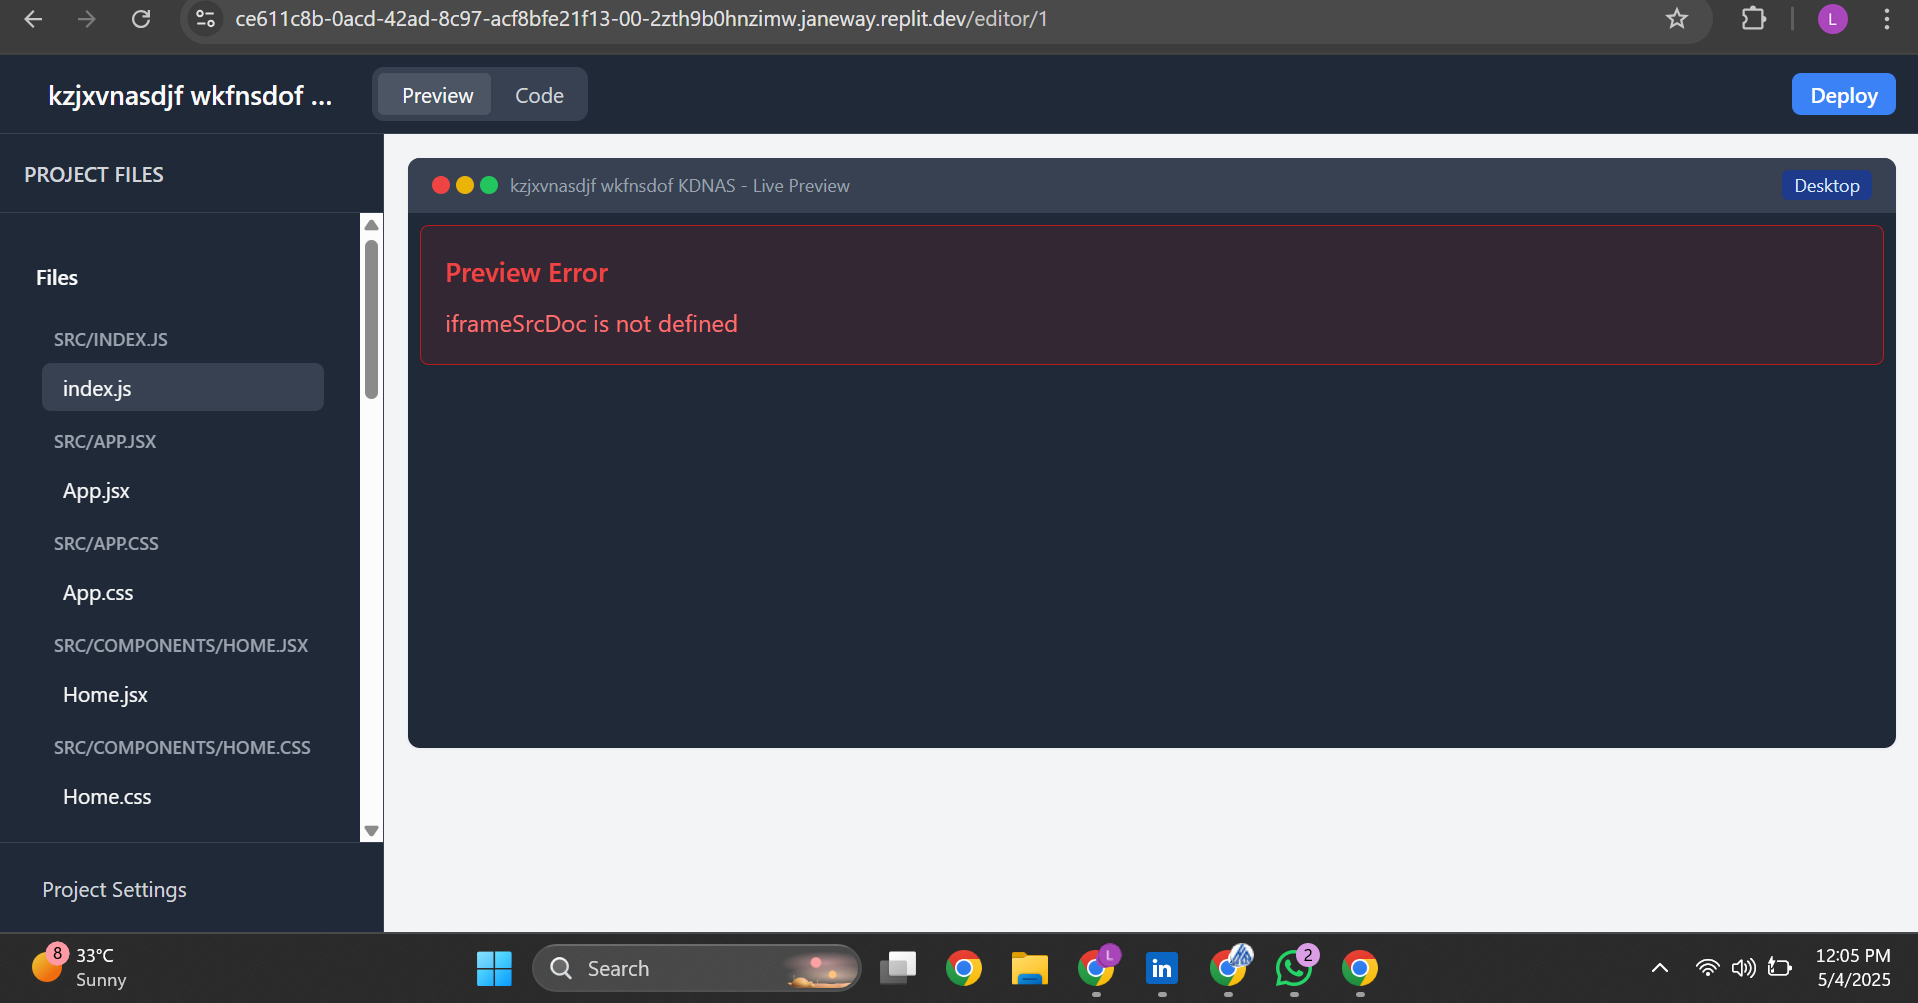 ce611c8b-0acd-42ad-8c97-acf8bfe21f13-00-2zth9b0hnzimw.janeway.replit.dev/editor/1
L
kzjxvnasdjf wkfnsdof ...
Preview
Code
Deploy
PROJECT FILES
kzjxvnasdjf wkfnsdof KDNAS - Live Preview
Desktop
Preview Error
iframeSrcDoc is not defined
Files
SRC/INDEX.JS
index.js
SRC/APP.JSX
App.jsx
SRC/APP.CSS
App.css
SRC/COMPONENTS/HOME.JSX
Home.jsx
SRC/COMPONENTS/HOME.CSS
Home.css
Project Settings
8
33°C
Sunny
Search
L
in
2
12:05 PM
5/4/2025